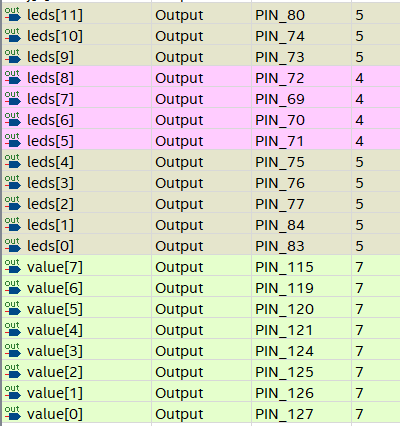 out leds[11] Output PIN_80 5
out leds[10] Output PIN_74 5
out leds[9] Output PIN_73 5
out leds[8] Output PIN_72 4
out leds[7] Output PIN_69 4
out leds[6] Output PIN_70 4
out leds[5] Output PIN_71 4
out leds[4] Output PIN_75 5
out leds[3] Output PIN_76 5
out leds[2] Output PIN_77 5
out leds[1] Output PIN_84 5
out leds[0] Output PIN_83 5
out value[7] Output PIN_115 7
out value[6] Output PIN_119 7
out value[5] Output PIN_120 7
out value[4] Output PIN_121 7
out value[3] Output PIN_124 7
out value[2] Output PIN_125 7
out value[1] Output PIN_126 7
out value[0] Output PIN_127 7